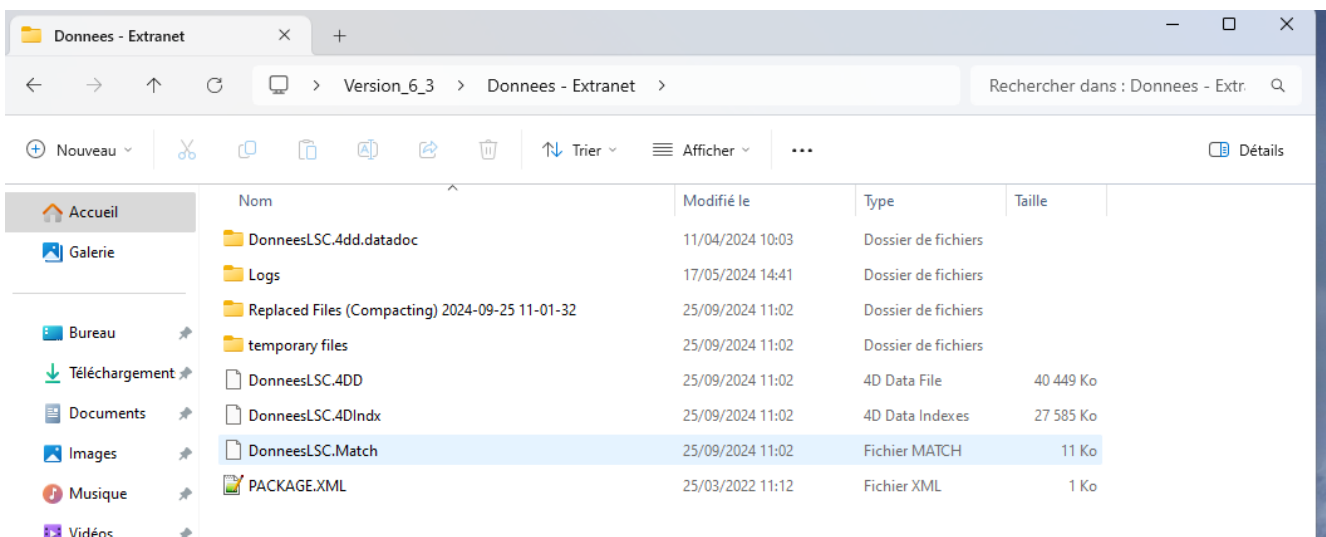 Donnees - Extranet
Version_6_3 > Donnees - Extranet >
Rechercher dans : Donnees - Extr
Nouveau
Trier
Afficher
Détails
Nom Modifié le Type Taille
Accueil
Galerie
Bureau
Téléchargement
Documents
Images
Musique
Vidéos
DonneesLSC.4dd.datadoc 11/04/2024 10:03 Dossier de fichiers
Logs 17/05/2024 14:41 Dossier de fichiers
Replaced Files (Compacting) 2024-09-25 11-01-32 25/09/2024 11:02 Dossier de fichiers
temporary files 25/09/2024 11:02 Dossier de fichiers
DonneesLSC.4DD 25/09/2024 11:02 4D Data File 40 449 Ko
DonneesLSC.4DIndx 25/09/2024 11:02 4D Data Indexes 27 585 Ko
DonneesLSC.Match 25/09/2024 11:02 Fichier MATCH 11 Ko
PACKAGE.XML 25/03/2022 11:12 Fichier XML 1 Ko